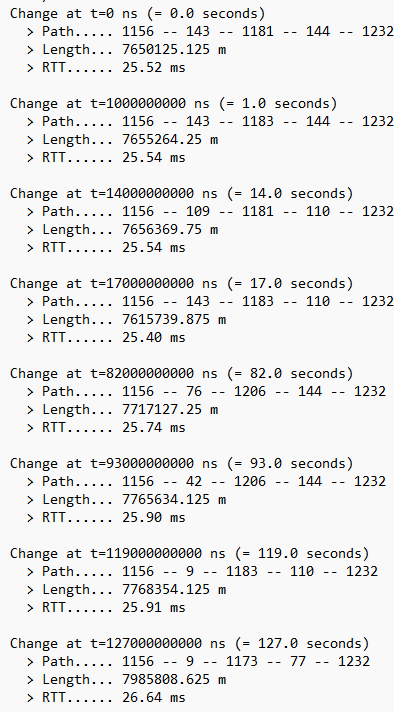 Change at t=0 ns (= 0.0 seconds)
> Path..... 1156 -- 143 -- 1181 -- 144 -- 1232
> Length... 7650125.125 m
> RTT...... 25.52 ms
Change at t=1000000000 ns (= 1.0 seconds)
> Path..... 1156 -- 143 -- 1183 -- 144 -- 1232
> Length... 7655264.25 m
> RTT...... 25.54 ms
Change at t=14000000000 ns (= 14.0 seconds)
> Path..... 1156 -- 109 -- 1181 -- 110 -- 1232
> Length... 7656369.75 m
> RTT...... 25.54 ms
Change at t=17000000000 ns (= 17.0 seconds)
> Path..... 1156 -- 143 -- 1183 -- 110 -- 1232
> Length... 7615739.875 m
> RTT...... 25.40 ms
Change at t=82000000000 ns (= 82.0 seconds)
> Path..... 1156 -- 76 -- 1206 -- 144 -- 1232
> Length... 7717127.25 m
> RTT...... 25.74 ms
Change at t=93000000000 ns (= 93.0 seconds)
> Path..... 1156 -- 42 -- 1206 -- 144 -- 1232
> Length... 7765634.125 m
> RTT...... 25.90 ms
Change at t=119000000000 ns (= 119.0 seconds)
> Path..... 1156 -- 9 -- 1183 -- 110 -- 1232
> Length... 7768354.125 m
> RTT...... 25.91 ms
Change at t=127000000000 ns (= 127.0 seconds)
> Path..... 1156 -- 9 -- 1173 -- 77 -- 1232
> Length... 7985808.625 m
> RTT...... 26.64 ms